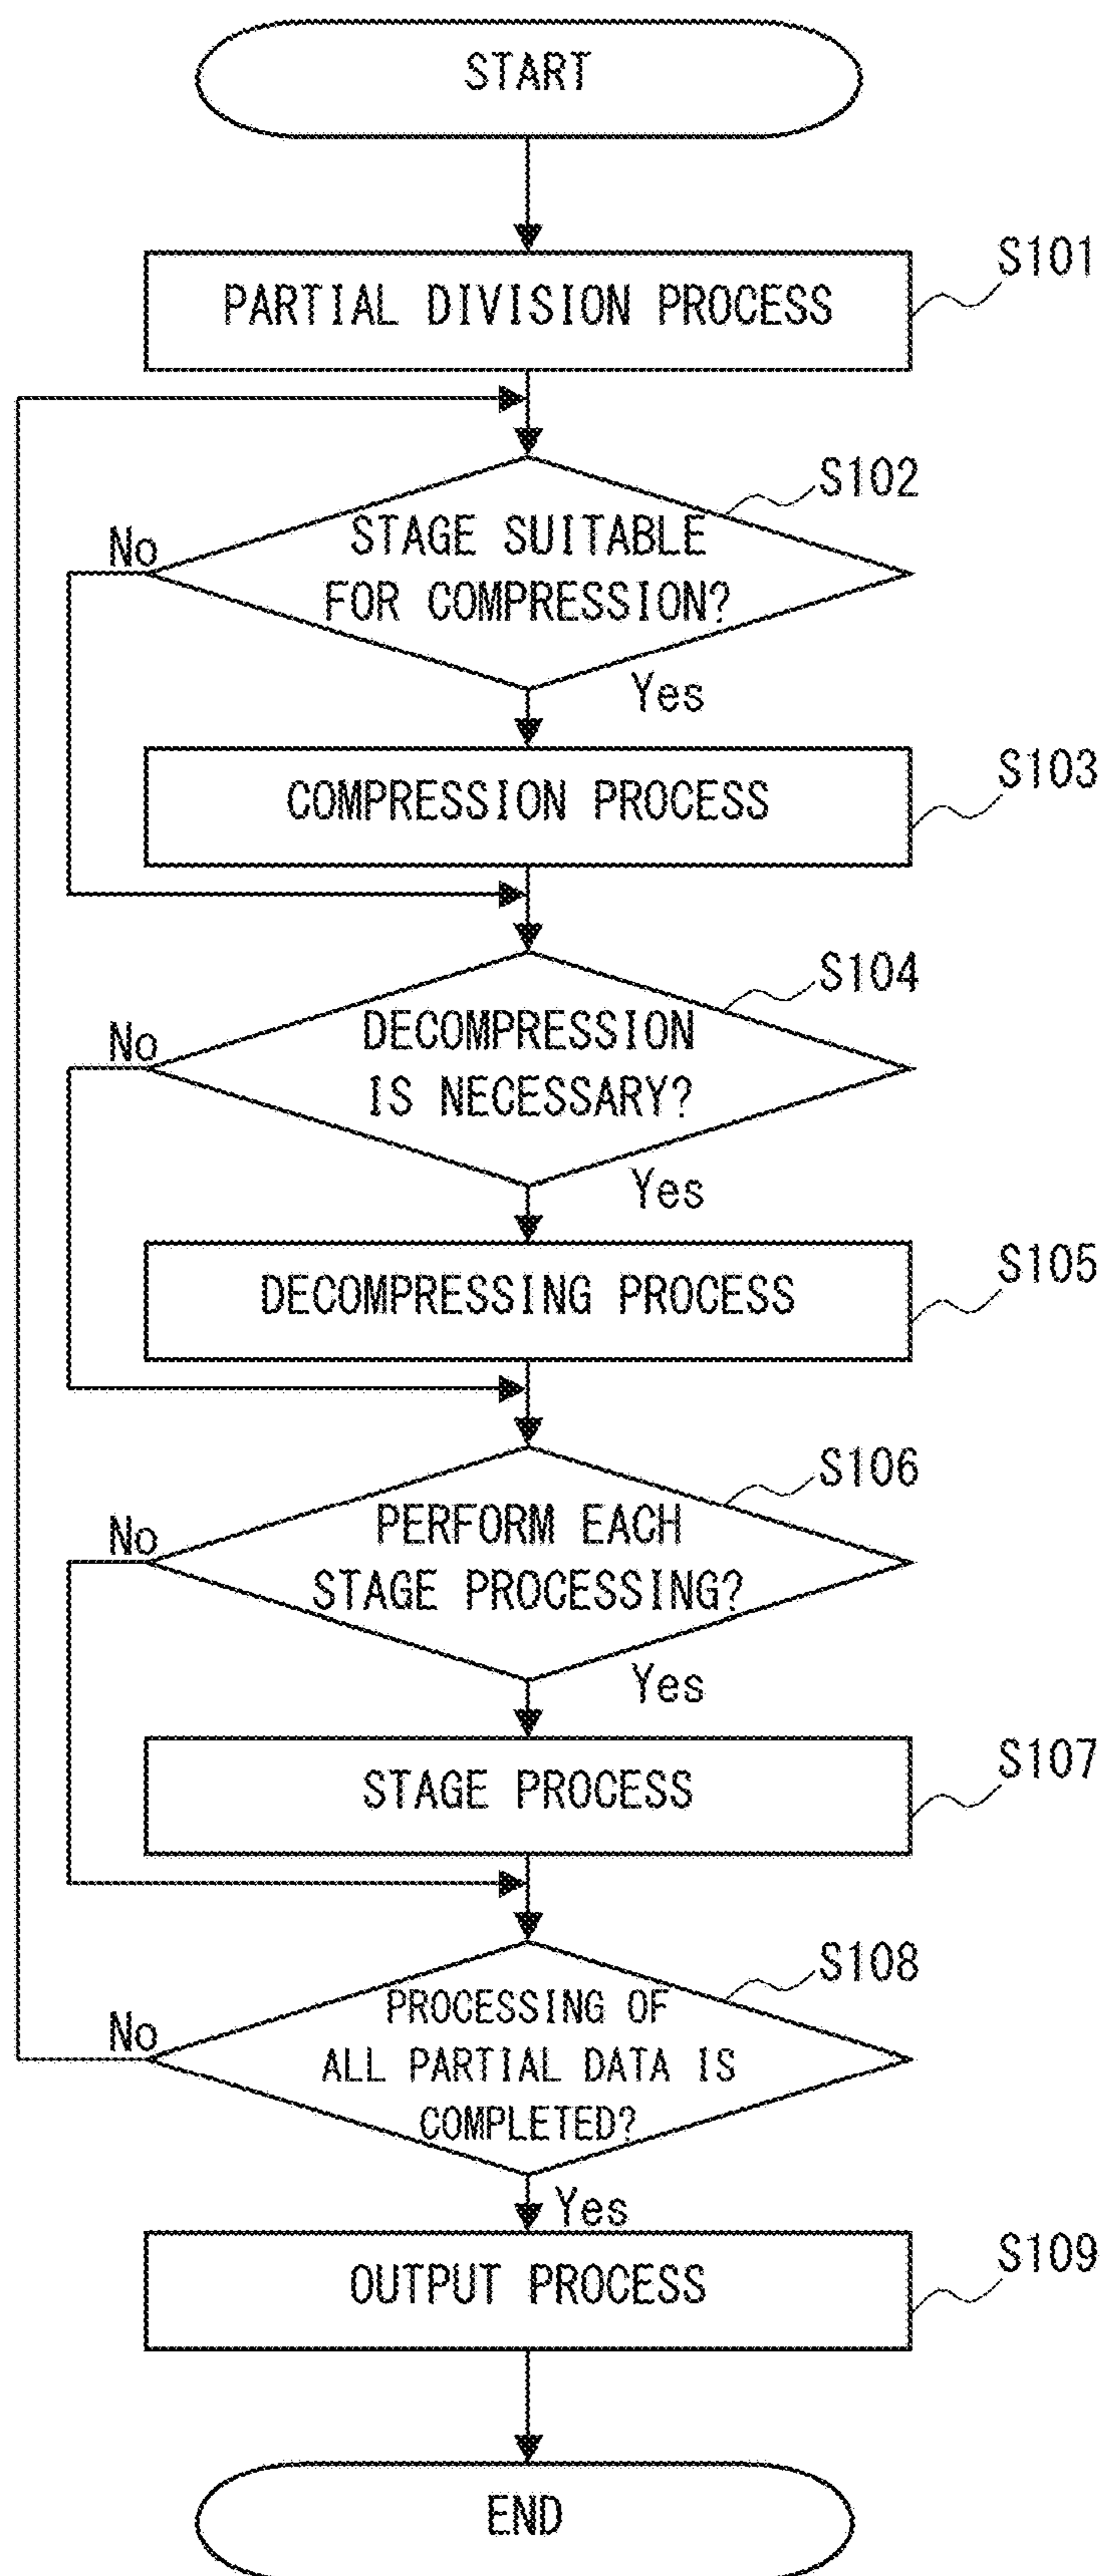 START
S101
PARTIAL DIVISION PROCESS
S102
No
STAGE SUITABLE
FOR COMPRESSION?
Yes
S103
COMPRESSION PROCESS
S104
No
DECOMPRESSION
IS NECESSARY?
Yes
S105
DECOMPRESSING PROCESS
S106
No
PERFORM EACH
STAGE PROCESSING?
Yes
S107
STAGE PROCESS
S108
No
PROCESSING OF
ALL PARTIAL DATA IS
COMPLETED?
Yes
S109
OUTPUT PROCESS
END